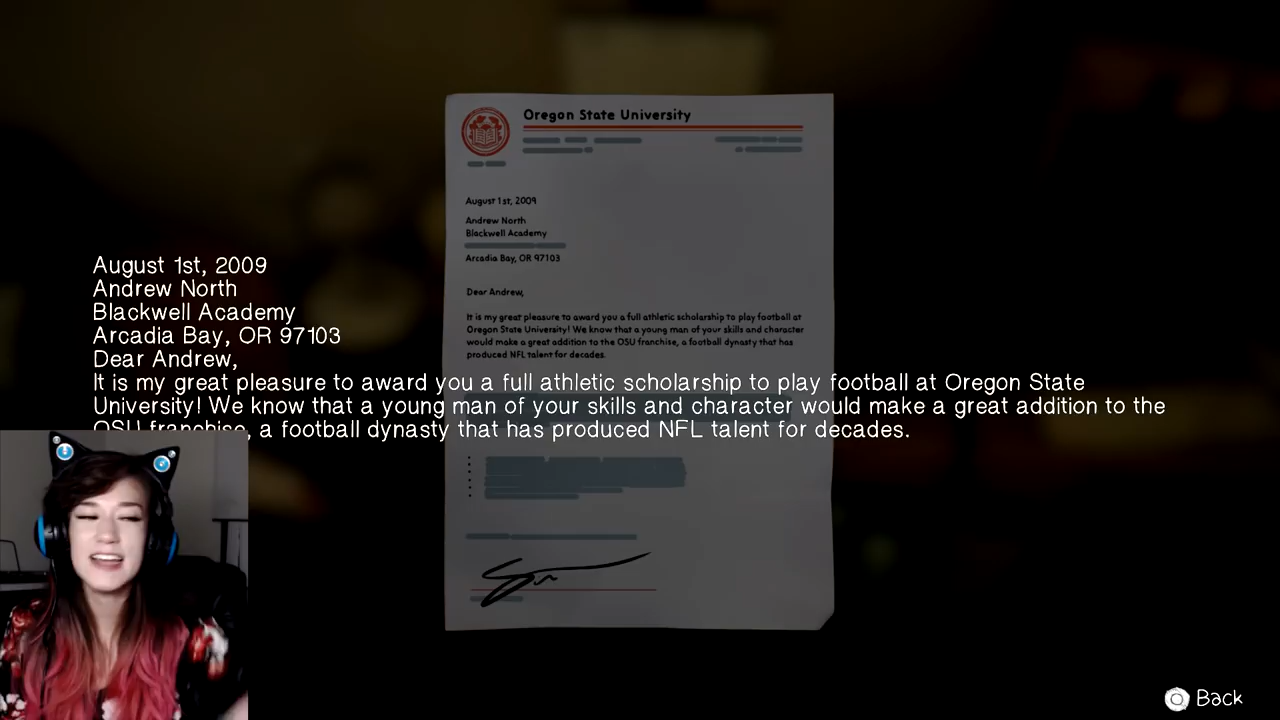 Oregon State University
August 1st, 2009
Andrew North
Blackwell Academy
Arcadia Bay, OR 97103
Dear Andrew,
It is my great pleasure to award you a full athletic scholarship to play football at
Oregon State University! We know that a young man of your skills and character
would make a great addition to the OSU franchise, a football dynasty that has
produced NFL talent for decades.
August 1st, 2009
Andrew North
Blackwell Academy
Arcadia Bay, OR 97103
Dear Andrew,
It is my great pleasure to award you a full athletic scholarship to play football at Oregon State
University! We know that a young man of your skills and character would make a great addition to the
OSU franchise, a football dynasty that has produced NFL talent for decades.
Back